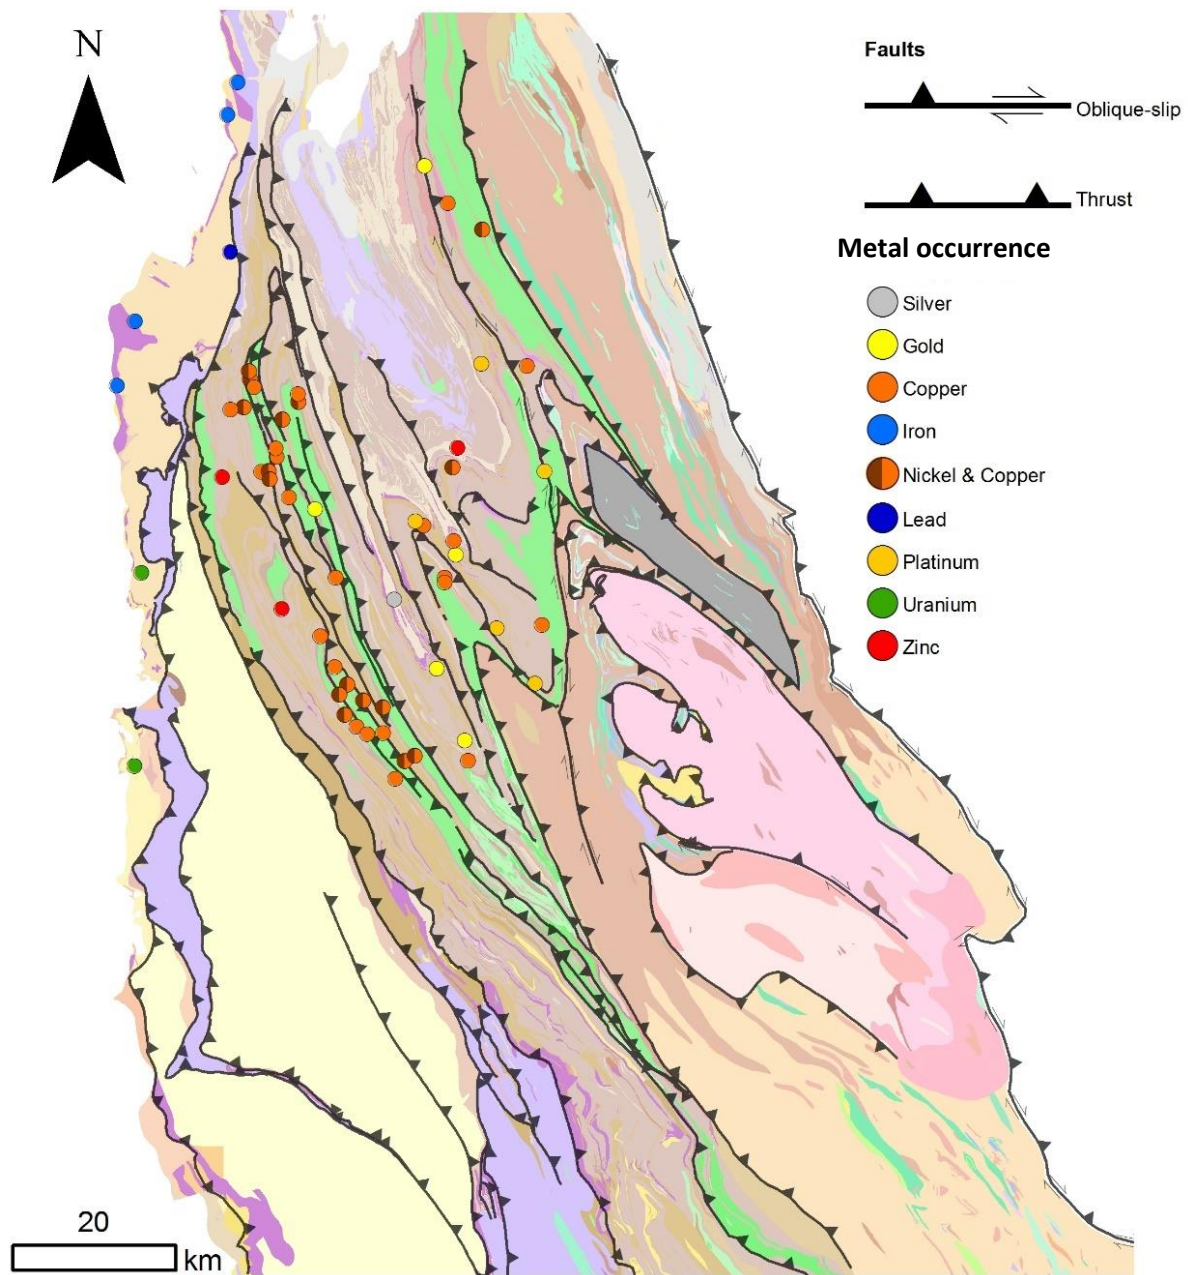 N
Faults
Oblique-slip
Thrust
Metal occurrence
Silver
Gold
Copper
Iron
Nickel & Copper
Lead
Platinum
Uranium
Zinc
20
km